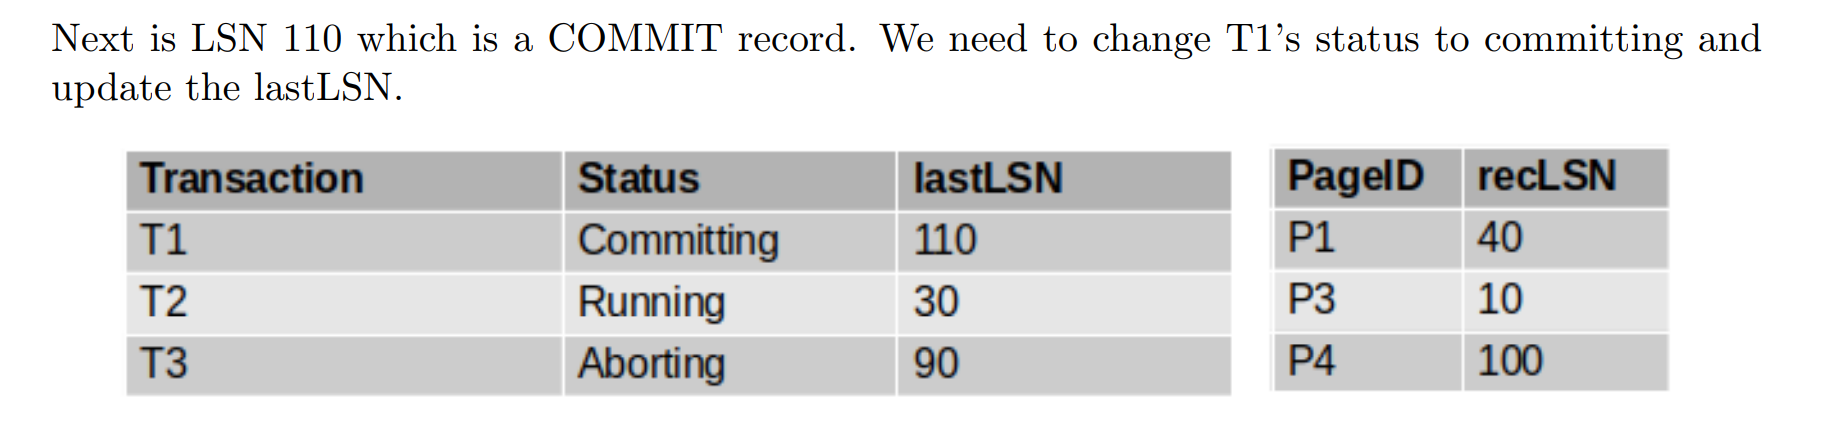 Next is LSN 110 which is a COMMIT record. We need to change T1’s status to committing and
update the lastLSN.
Transaction Status lastLSN
T1 Committing 110
T2 Running 30
T3 Aborting 90
PageID recLSN
P1 40
P3 10
P4 100